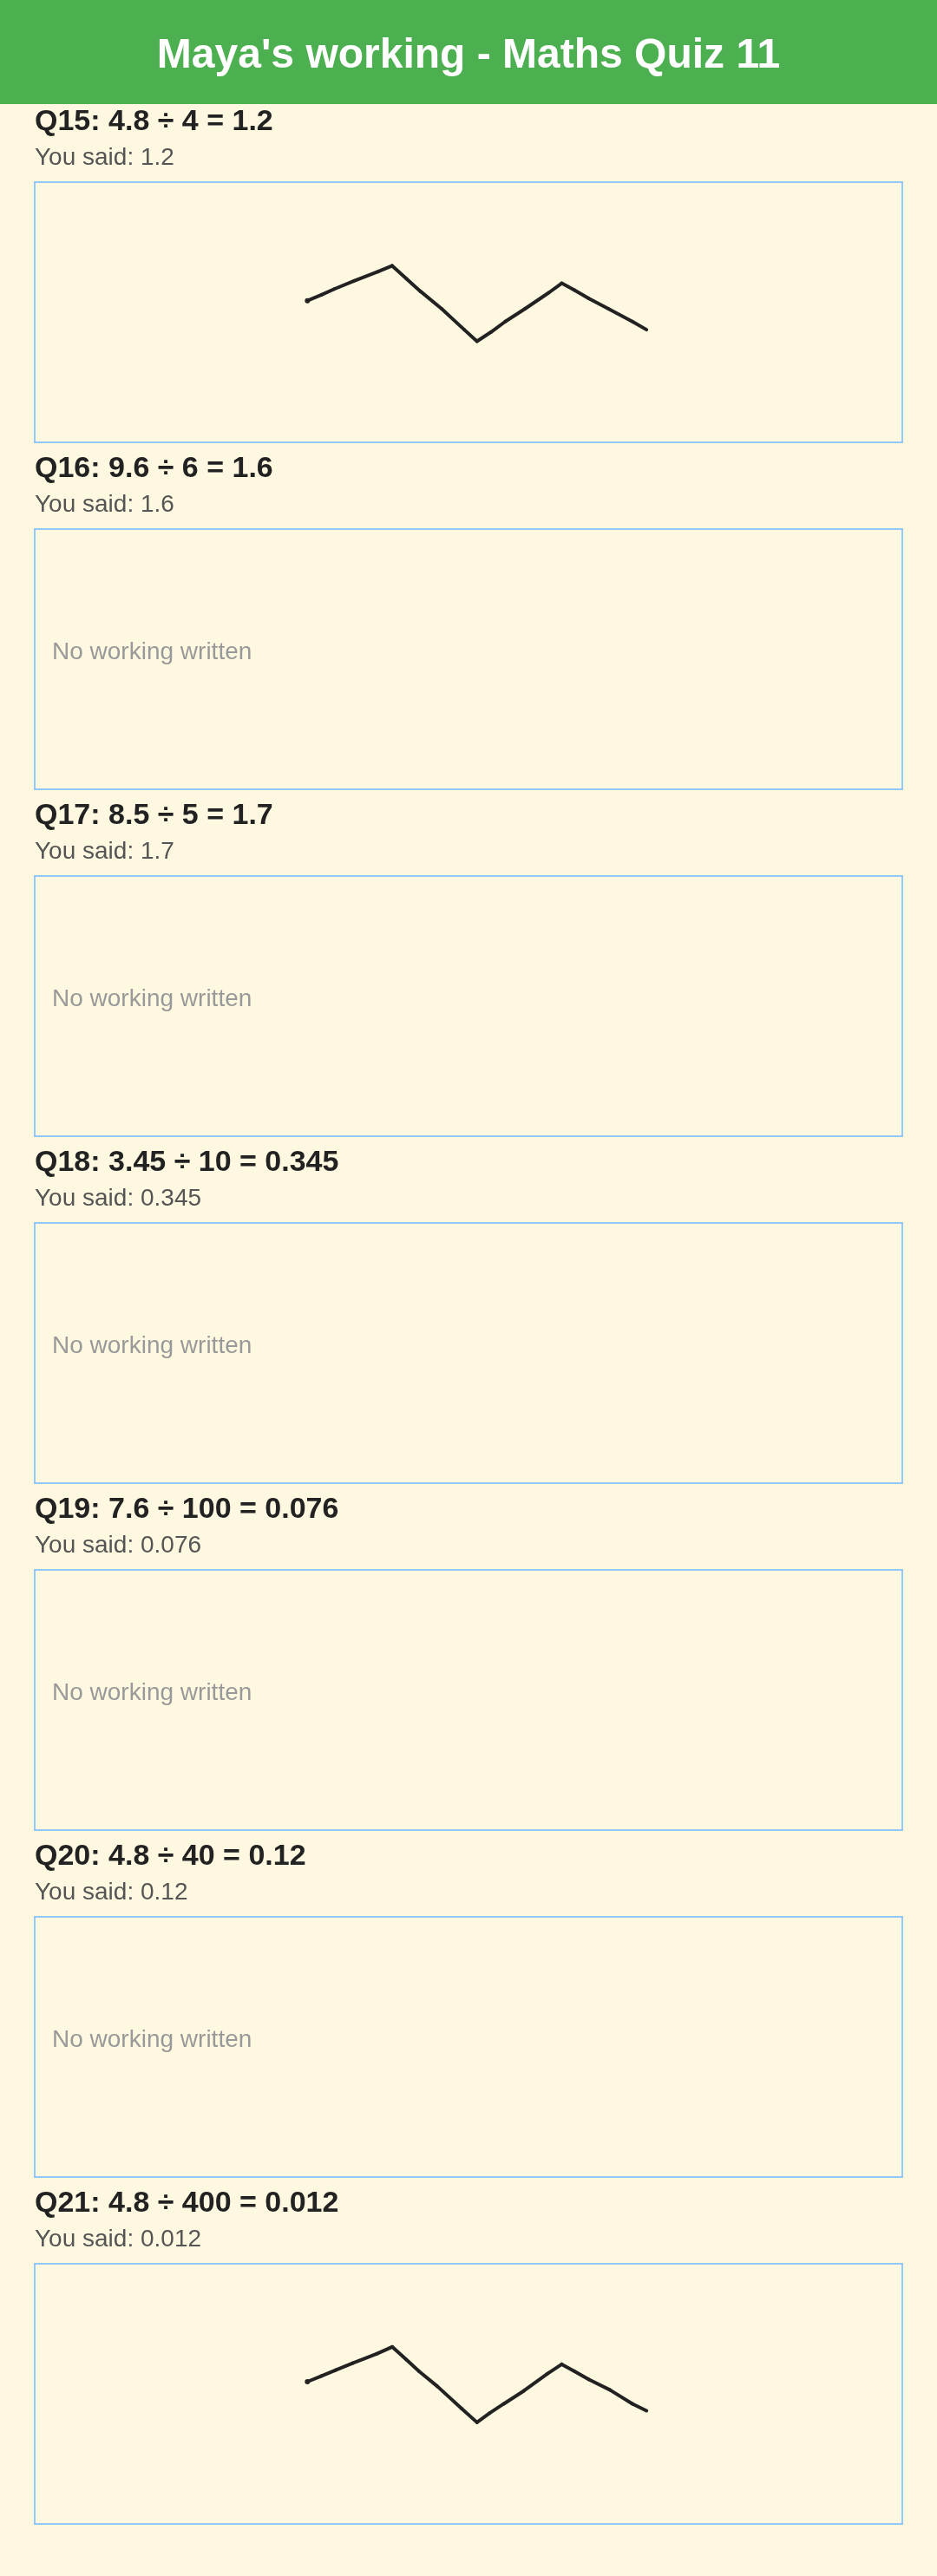 Maya's working - Maths Quiz 11
Q15: 4.8 ÷ 4 = 1.2
You said: 1.2
Q16: 9.6 ÷ 6 = 1.6
You said: 1.6
No working written
Q17: 8.5 ÷ 5 = 1.7
You said: 1.7
No working written
Q18: 3.45 ÷ 10 = 0.345
You said: 0.345
No working written
Q19: 7.6 ÷ 100 = 0.076
You said: 0.076
No working written
Q20: 4.8 ÷ 40 = 0.12
You said: 0.12
No working written
Q21: 4.8 ÷ 400 = 0.012
You said: 0.012